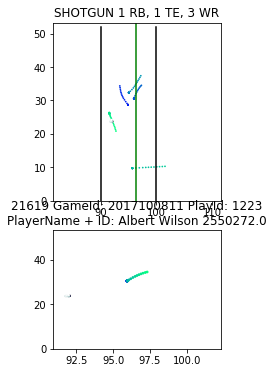 SHOTGUN 1 RB, 1 TE, 3 WR
50
40
30
20
10
0
90 100 110
21619 GameId: 2017100811 PlayId: 1223
PlayerName + ID: Albert Wilson 2550272.0
40
20
0
92.5 95.0 97.5 100.0